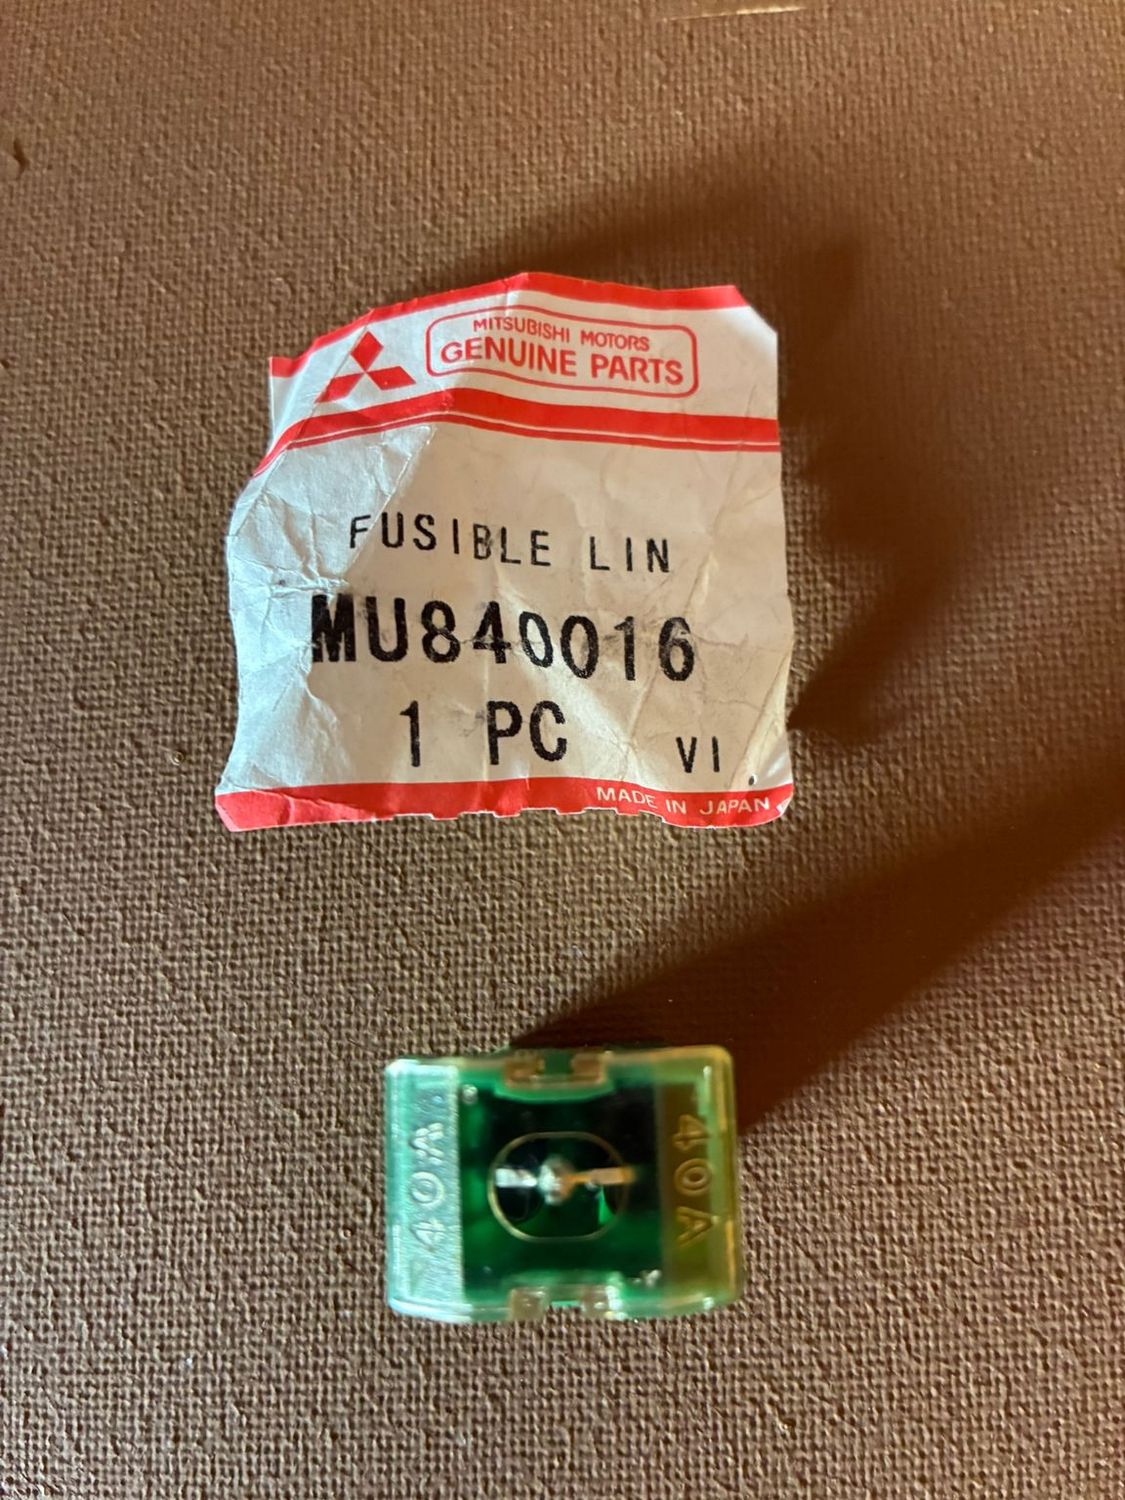 MITSUBISHI MOTORS
GENUINE PARTS
FUSIBLE LIN
MU840016
1 PC VI
MADE IN JAPAN
40A 40A